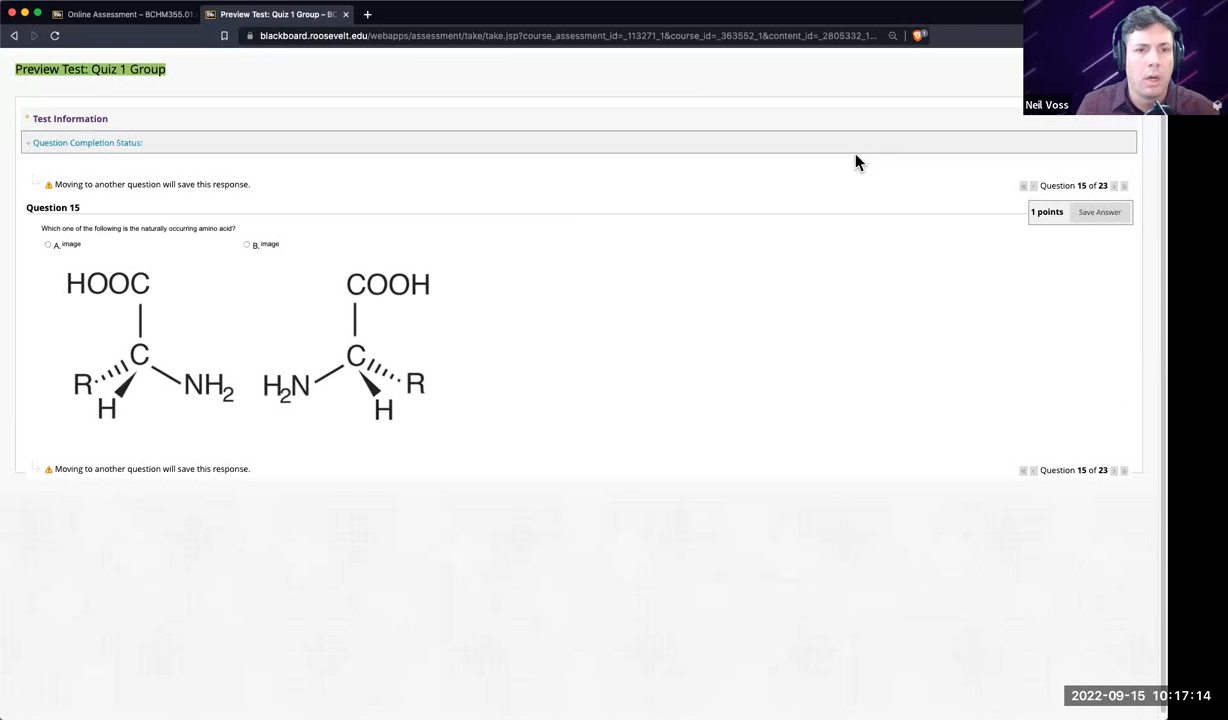 Online Assessment – BCHM355.01
Preview Test: Quiz 1 Group – BC
blackboard.roosevelt.edu/webapps/assessment/take/take.jsp?course_assessment_id=_113271_1&course_id=_363552_1&content_id=_2805332_1...
Preview Test: Quiz 1 Group
Neil Voss
Test Information
Question Completion Status:
Moving to another question will save this response.
Question 15 of 23
Question 15
1 points
Save Answer
Which one of the following is the naturally occurring amino acid?
A. image
B. image
HOOC
COOH
C
C
R
NH2
H2N
R
H
H
Moving to another question will save this response.
Question 15 of 23
2022-09-15 10:17:14